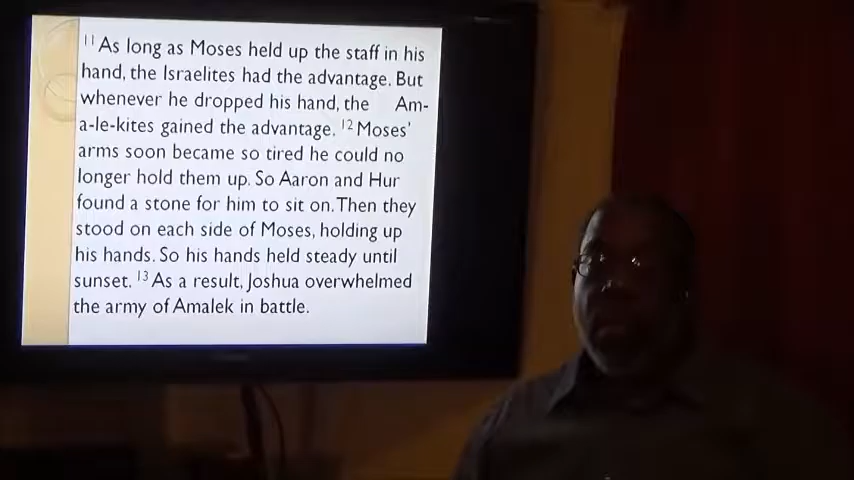 11 As long as Moses held up the staff in his
hand, the Israelites had the advantage. But
whenever he dropped his hand, the Am-
a-le-kites gained the advantage. 12 Moses’
arms soon became so tired he could no
longer hold them up. So Aaron and Hur
found a stone for him to sit on. Then they
stood on each side of Moses, holding up
his hands. So his hands held steady until
sunset. 13 As a result, Joshua overwhelmed
the army of Amalek in battle.